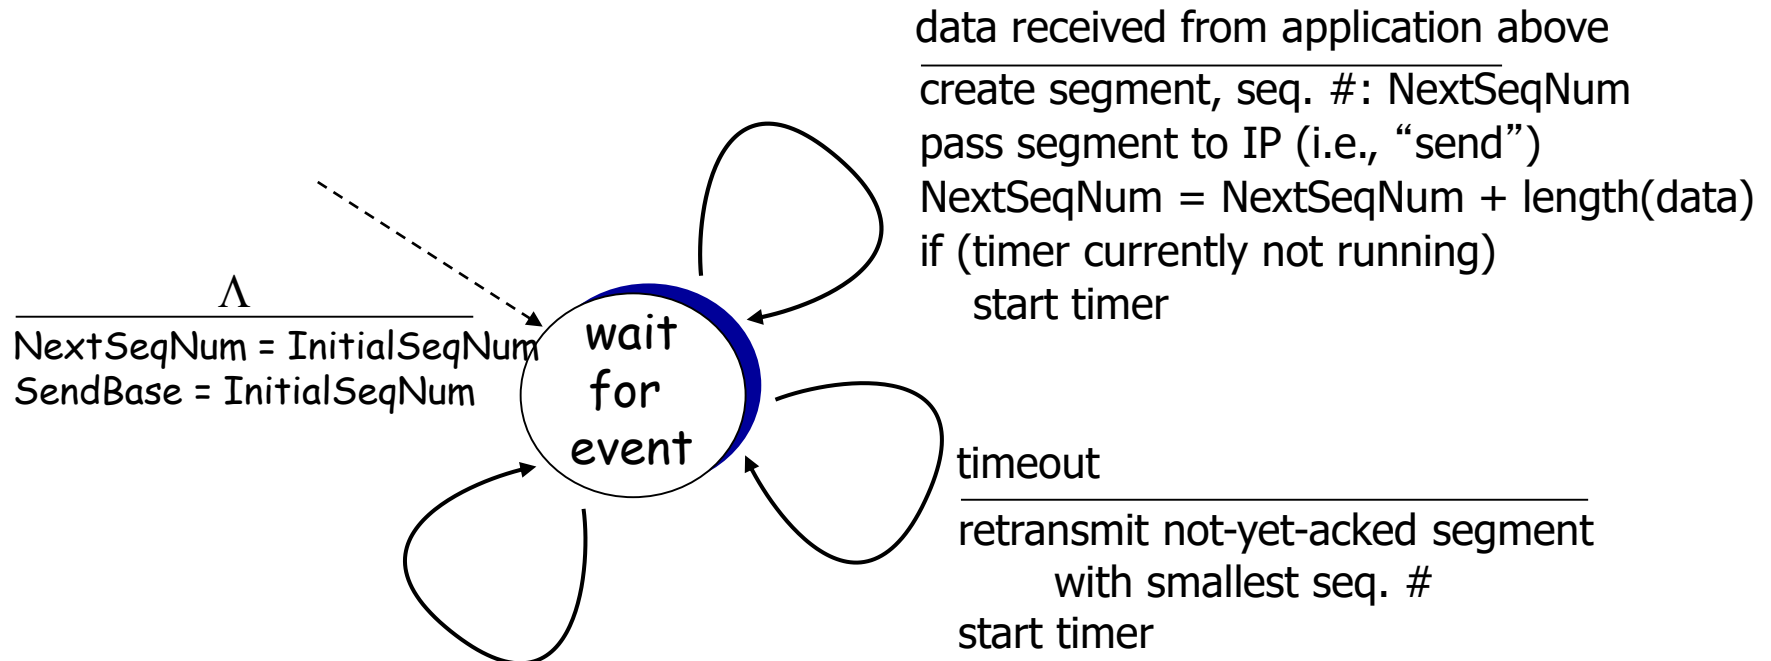 data received from application above
create segment, seq. #: NextSeqNum
pass segment to IP (i.e., “send”)
NextSeqNum = NextSeqNum + length(data)
if (timer currently not running)
start timer
Λ
NextSeqNum = InitialSeqNum
SendBase = InitialSeqNum
wait
for
event
timeout
retransmit not-yet-acked segment
with smallest seq. #
start timer